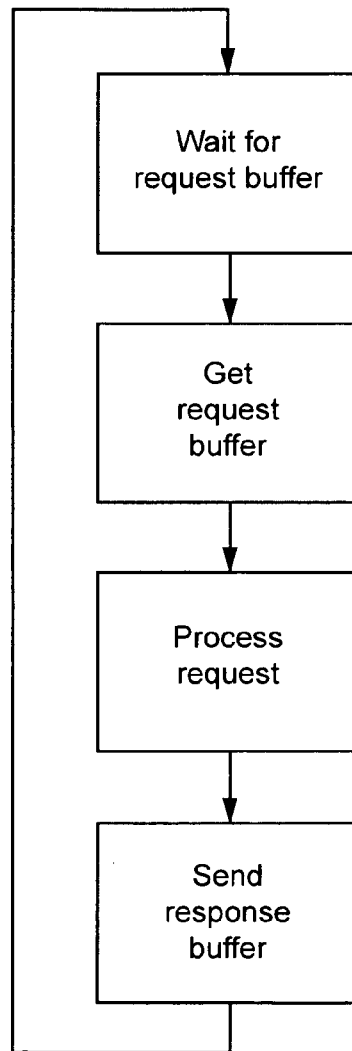 Wait for
request buffer
Get
request
buffer
Process
request
Send
response
buffer